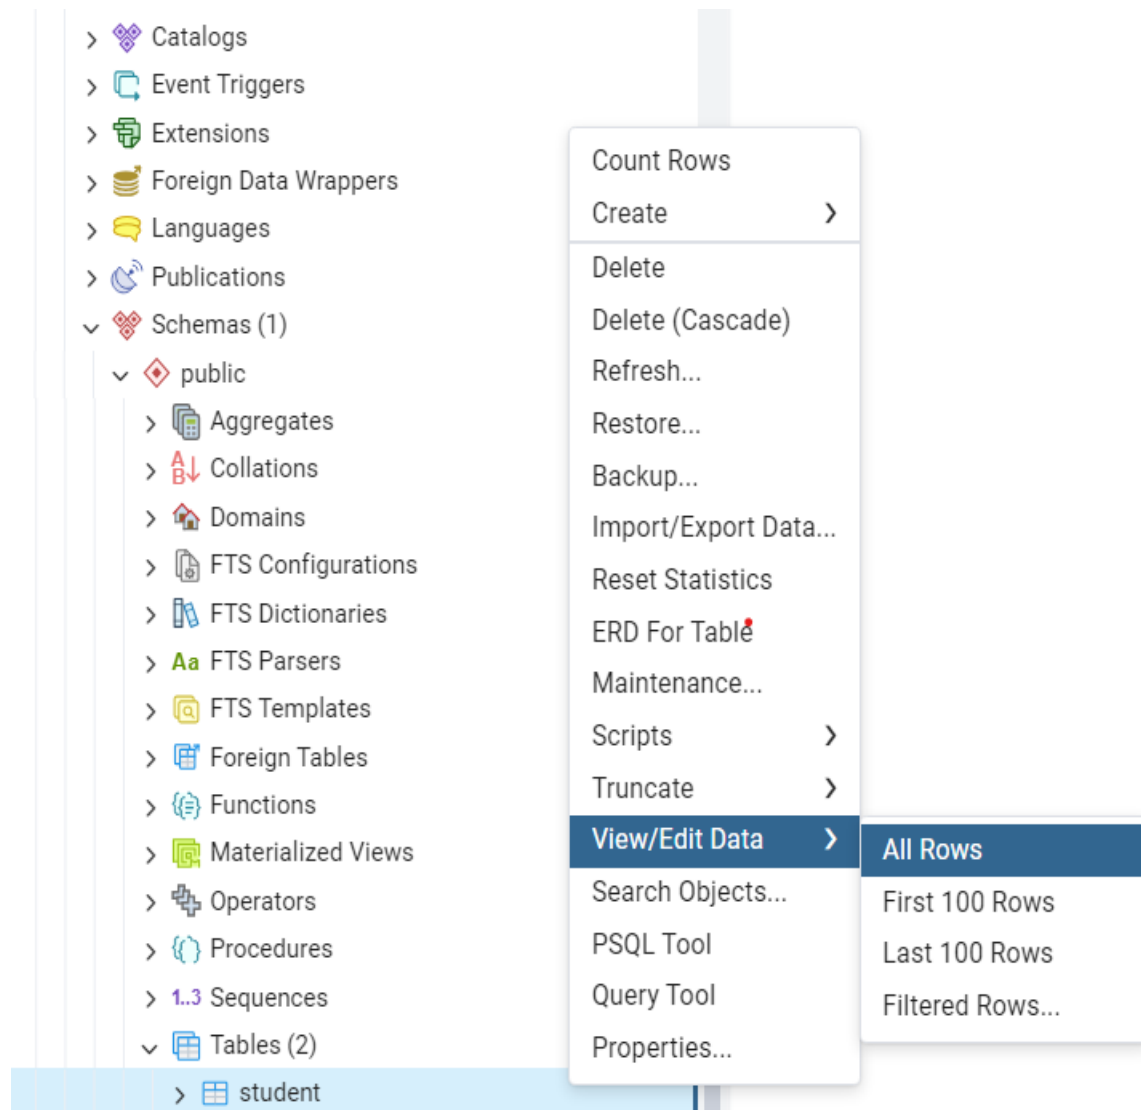 Catalogs
Event Triggers
Extensions
Foreign Data Wrappers
Languages
Publications
Schemas (1)
public
Aggregates
A
B
Collations
Domains
FTS Configurations
FTS Dictionaries
Aa FTS Parsers
FTS Templates
Foreign Tables
Functions
Materialized Views
Operators
Procedures
1..3 Sequences
Tables (2)
student
Count Rows
Create
Delete
Delete (Cascade)
Refresh...
Restore...
Backup...
Import/Export Data...
Reset Statistics
ERD For Table
Maintenance...
Scripts
Truncate
View/Edit Data
Search Objects...
PSQL Tool
Query Tool
Properties...
All Rows
First 100 Rows
Last 100 Rows
Filtered Rows...